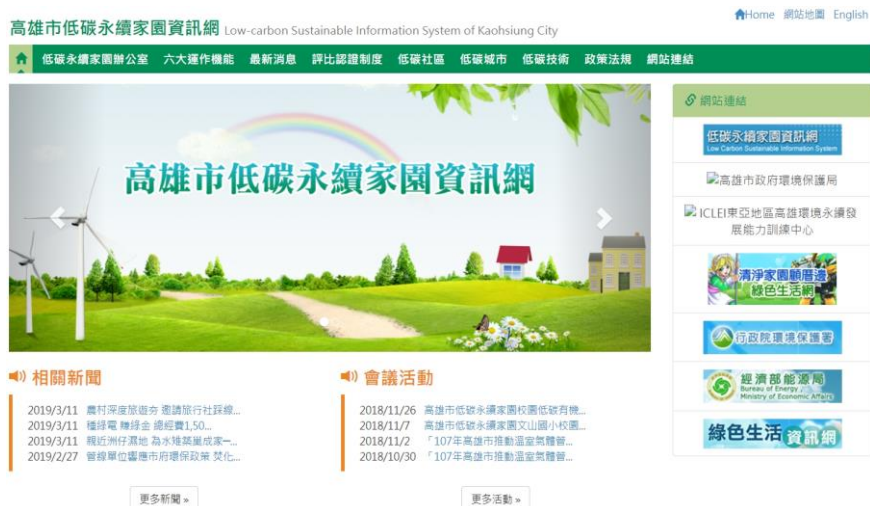 Home 網站地圖 English
高雄市低碳永續家園資訊網 Low-carbon Sustainable Information System of Kaohsiung City
低碳永續家園辦公室 六大運作機能 最新消息 評比認證制度 低碳社區 低碳城市 低碳技術 政策法規 網站連結
高雄市低碳永續家園資訊網
網站連結
低碳永續家園資訊網
Low Carbon Sustainable Information System
高雄市政府環境保護局
ICLEI東亞地區高雄環境永續發
展能力訓練中心
清淨家園顧厝邊
綠色生活網
行政院環境保護署
經濟部能源局
Bureau of Energy,
Ministry of Economic Affairs
綠色生活 資訊網
相關新聞
2019/3/11 農村深度旅遊夯 邀請旅行社踩線...
2019/3/11 種綠電 賺綠金 總經費1,50...
2019/3/11 親近洲仔濕地 為水雉築巢成家─...
2019/2/27 管線單位響應市府環保政策 焚化...
更多新聞 »
會議活動
2018/11/26 高雄市低碳永續家園校園低碳有機...
2018/11/7 高雄市低碳永續家園文山國小校園...
2018/11/2 「107年高雄市推動溫室氣體管...
2018/10/30 「107年高雄市推動溫室氣體管...
更多活動 »